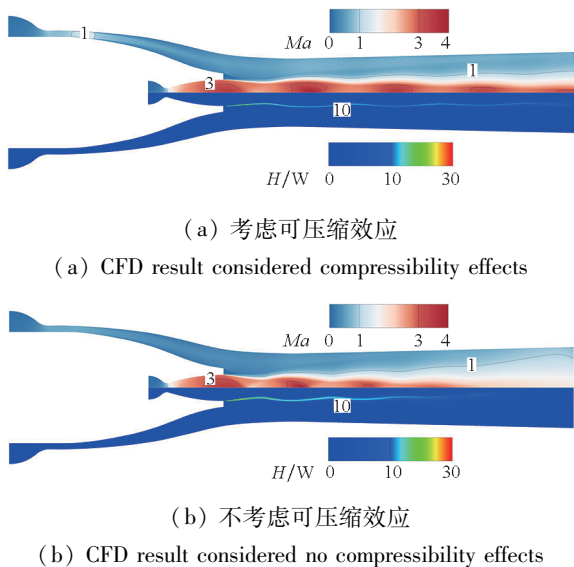 1
Ma 0 1 3 4
3
1
10
H/W 0 10 30
(a) 考虑可压缩效应
(a) CFD result considered compressibility effects
Ma 0 1 3 4
3
1
10
H/W 0 10 30
(b) 不考虑可压缩效应
(b) CFD result considered no compressibility effects